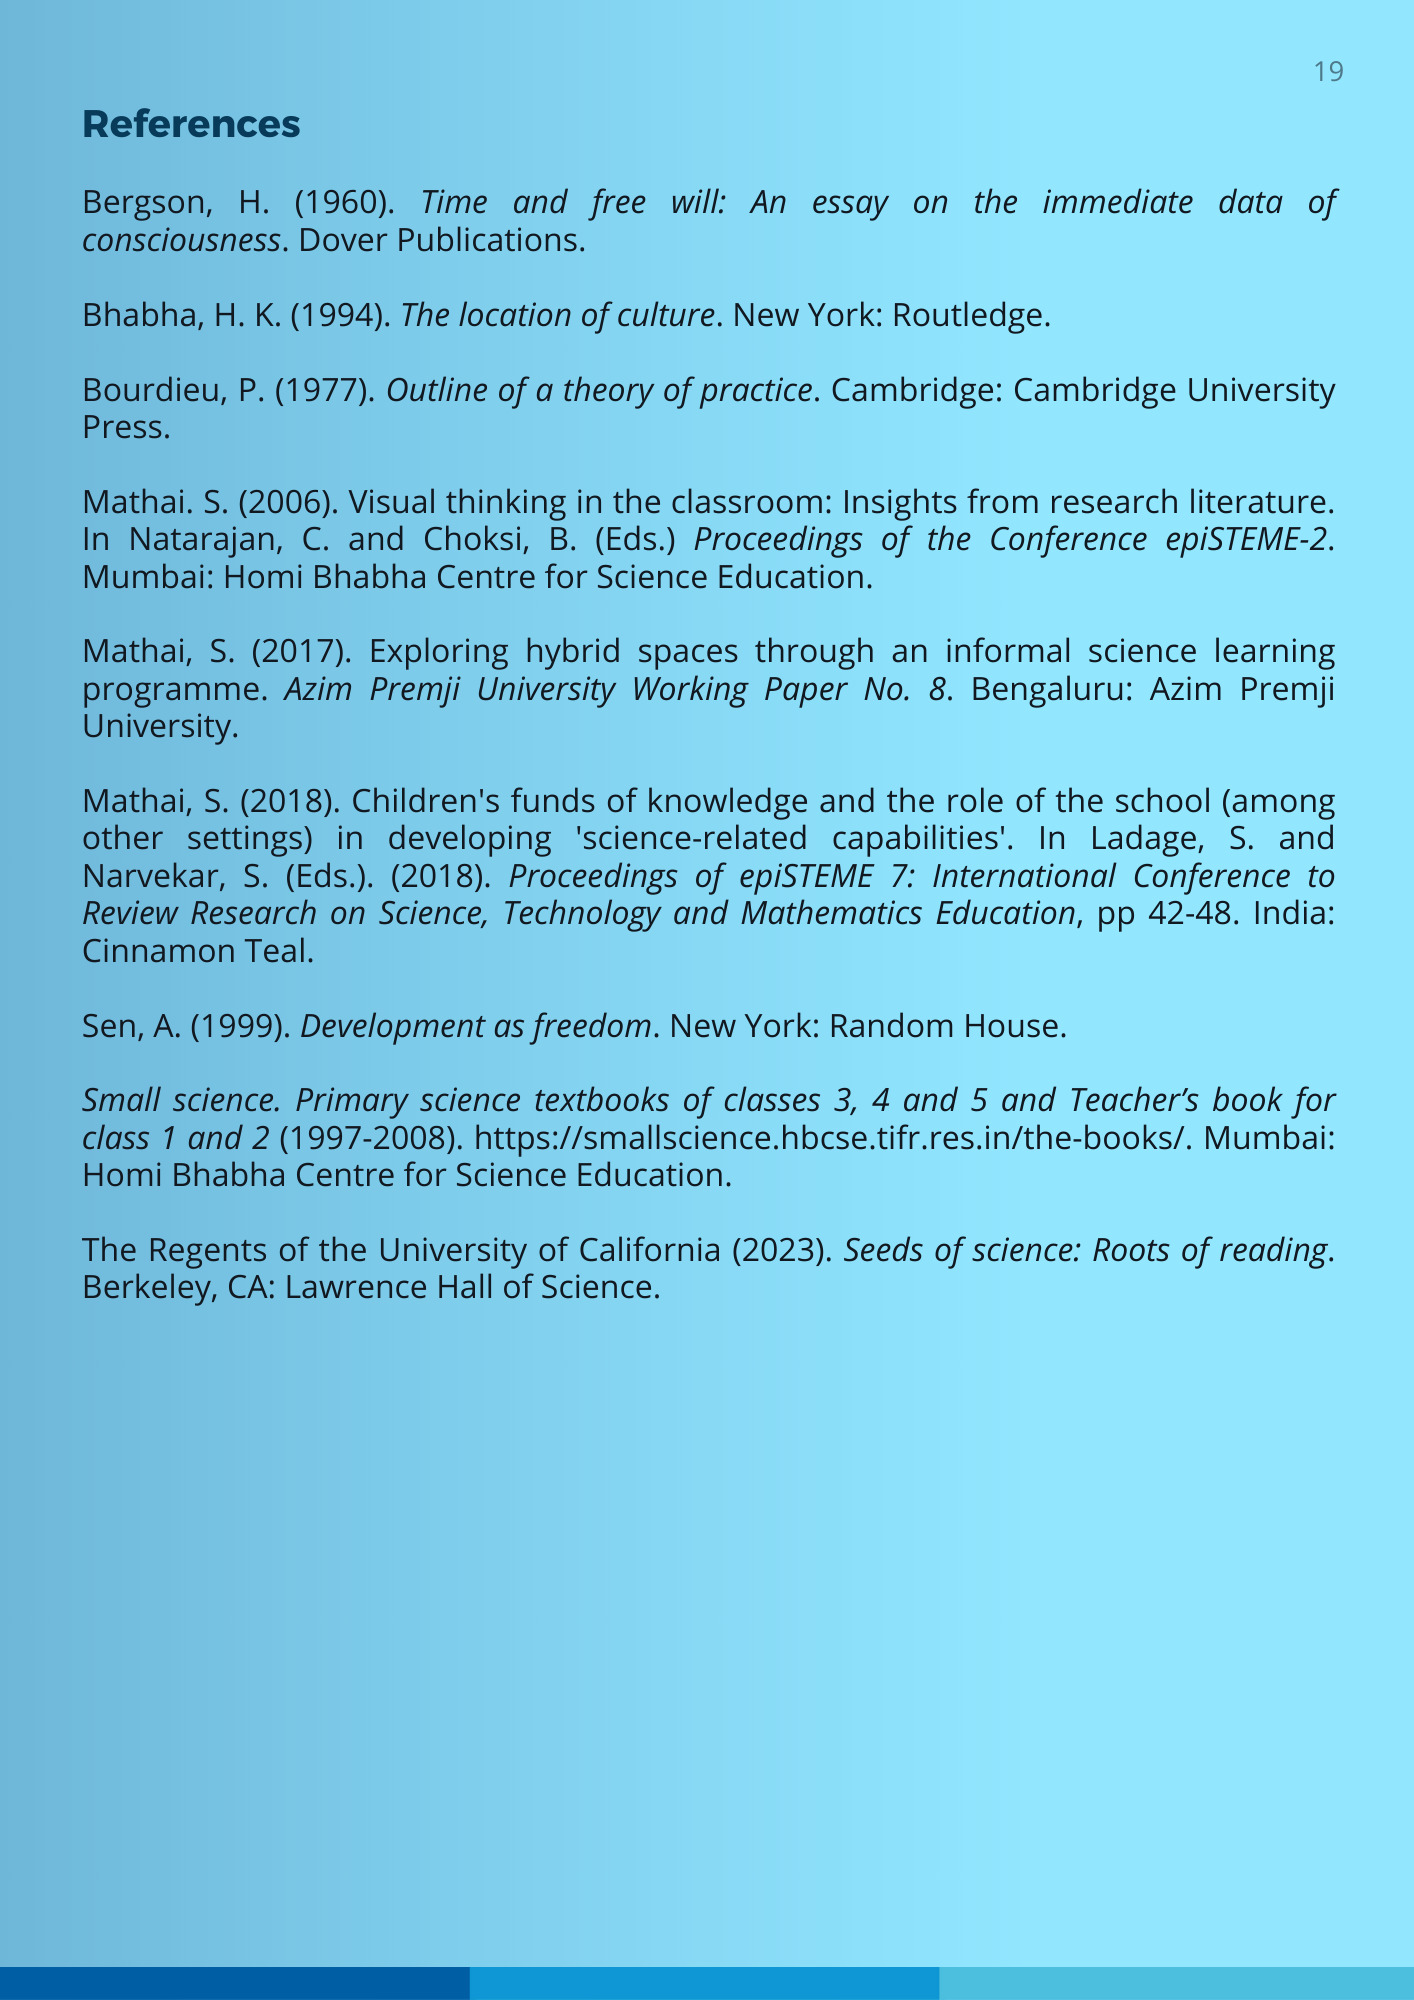 19
References
Bergson, H. (1960). Time and free will: An essay on the immediate data of
consciousness. Dover Publications.
Bhabha, H. K. (1994). The location of culture. New York: Routledge.
Bourdieu, P. (1977). Outline of a theory of practice. Cambridge: Cambridge University
Press.
Mathai. S. (2006). Visual thinking in the classroom: Insights from research literature.
In Natarajan, C. and Choksi, B. (Eds.) Proceedings of the Conference epiSTEME-2.
Mumbai: Homi Bhabha Centre for Science Education.
Mathai, S. (2017). Exploring hybrid spaces through an informal science learning
programme. Azim Premji University Working Paper No. 8. Bengaluru: Azim Premji
University.
Mathai, S. (2018). Children's funds of knowledge and the role of the school (among
other settings) in developing 'science-related capabilities'. In Ladage, S. and
Narvekar, S. (Eds.). (2018). Proceedings of epiSTEME 7: International Conference to
Review Research on Science, Technology and Mathematics Education, pp 42-48. India:
Cinnamon Teal.
Sen, A. (1999). Development as freedom. New York: Random House.
Small science. Primary science textbooks of classes 3, 4 and 5 and Teacher’s book for
class 1 and 2 (1997-2008). https://smallscience.hbcse.tifr.res.in/the-books/. Mumbai:
Homi Bhabha Centre for Science Education.
The Regents of the University of California (2023). Seeds of science: Roots of reading.
Berkeley, CA: Lawrence Hall of Science.